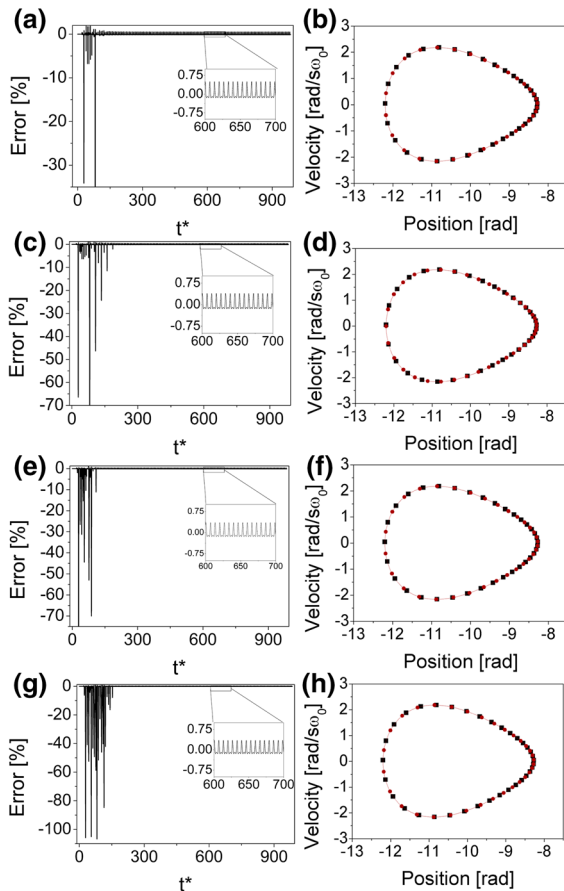 (a)
Error [%]
0
-10
-20
-30
0 300 600 900
t*
0.75
0.00
-0.75
600 650 700
(b)
Velocity [rad/sω₀]
3
2
1
0
-1
-2
-3
-13 -12 -11 -10 -9 -8
Position [rad]
(c)
Error [%]
0
-10
-20
-30
-40
-50
-60
-70
0 300 600 900
t*
0.75
0.00
-0.75
600 650 700
(d)
Velocity [rad/sω₀]
3
2
1
0
-1
-2
-3
-13 -12 -11 -10 -9 -8
Position [rad]
(e)
Error [%]
0
-10
-20
-30
-40
-50
-60
-70
0 300 600 900
t*
0.75
0.00
-0.75
600 650 700
(f)
Velocity [rad/sω₀]
3
2
1
0
-1
-2
-3
-13 -12 -11 -10 -9 -8
Position [rad]
(g)
Error [%]
0
-20
-40
-60
-80
-100
0 300 600 900
t*
0.75
0.00
-0.75
600 650 700
(h)
Velocity [rad/sω₀]
3
2
1
0
-1
-2
-3
-13 -12 -11 -10 -9 -8
Position [rad]